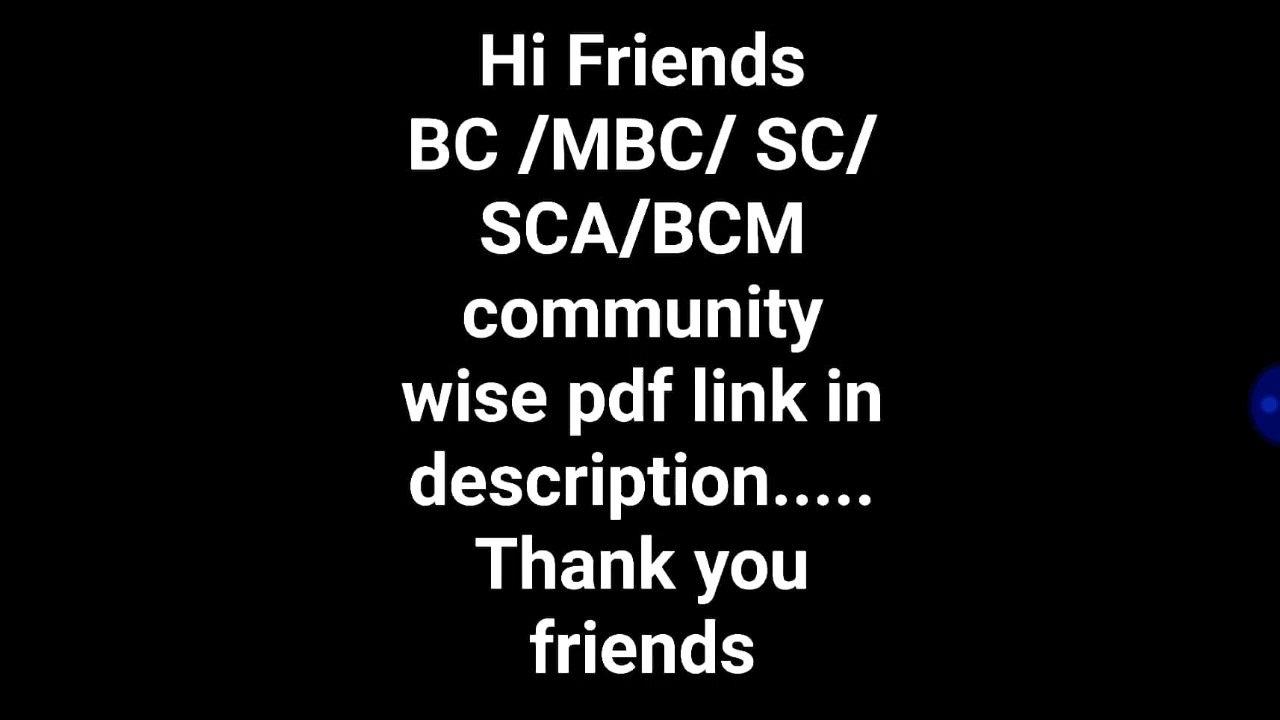 Hi Friends
BC /MBC/ SC/
SCA/BCM
community
wise pdf link in
description.....
Thank you
friends